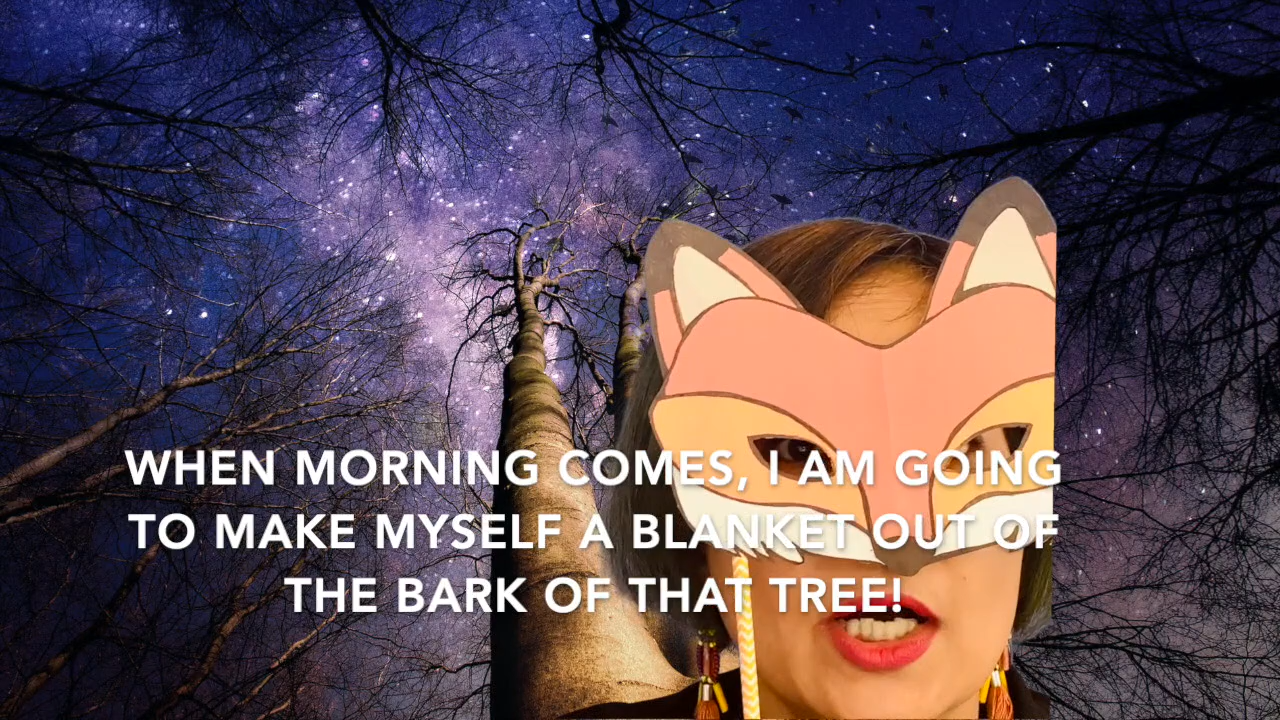 WHEN MORNING COMES, I AM GOING
TO MAKE MYSELF A BLANKET OUT OF
THE BARK OF THAT TREE!